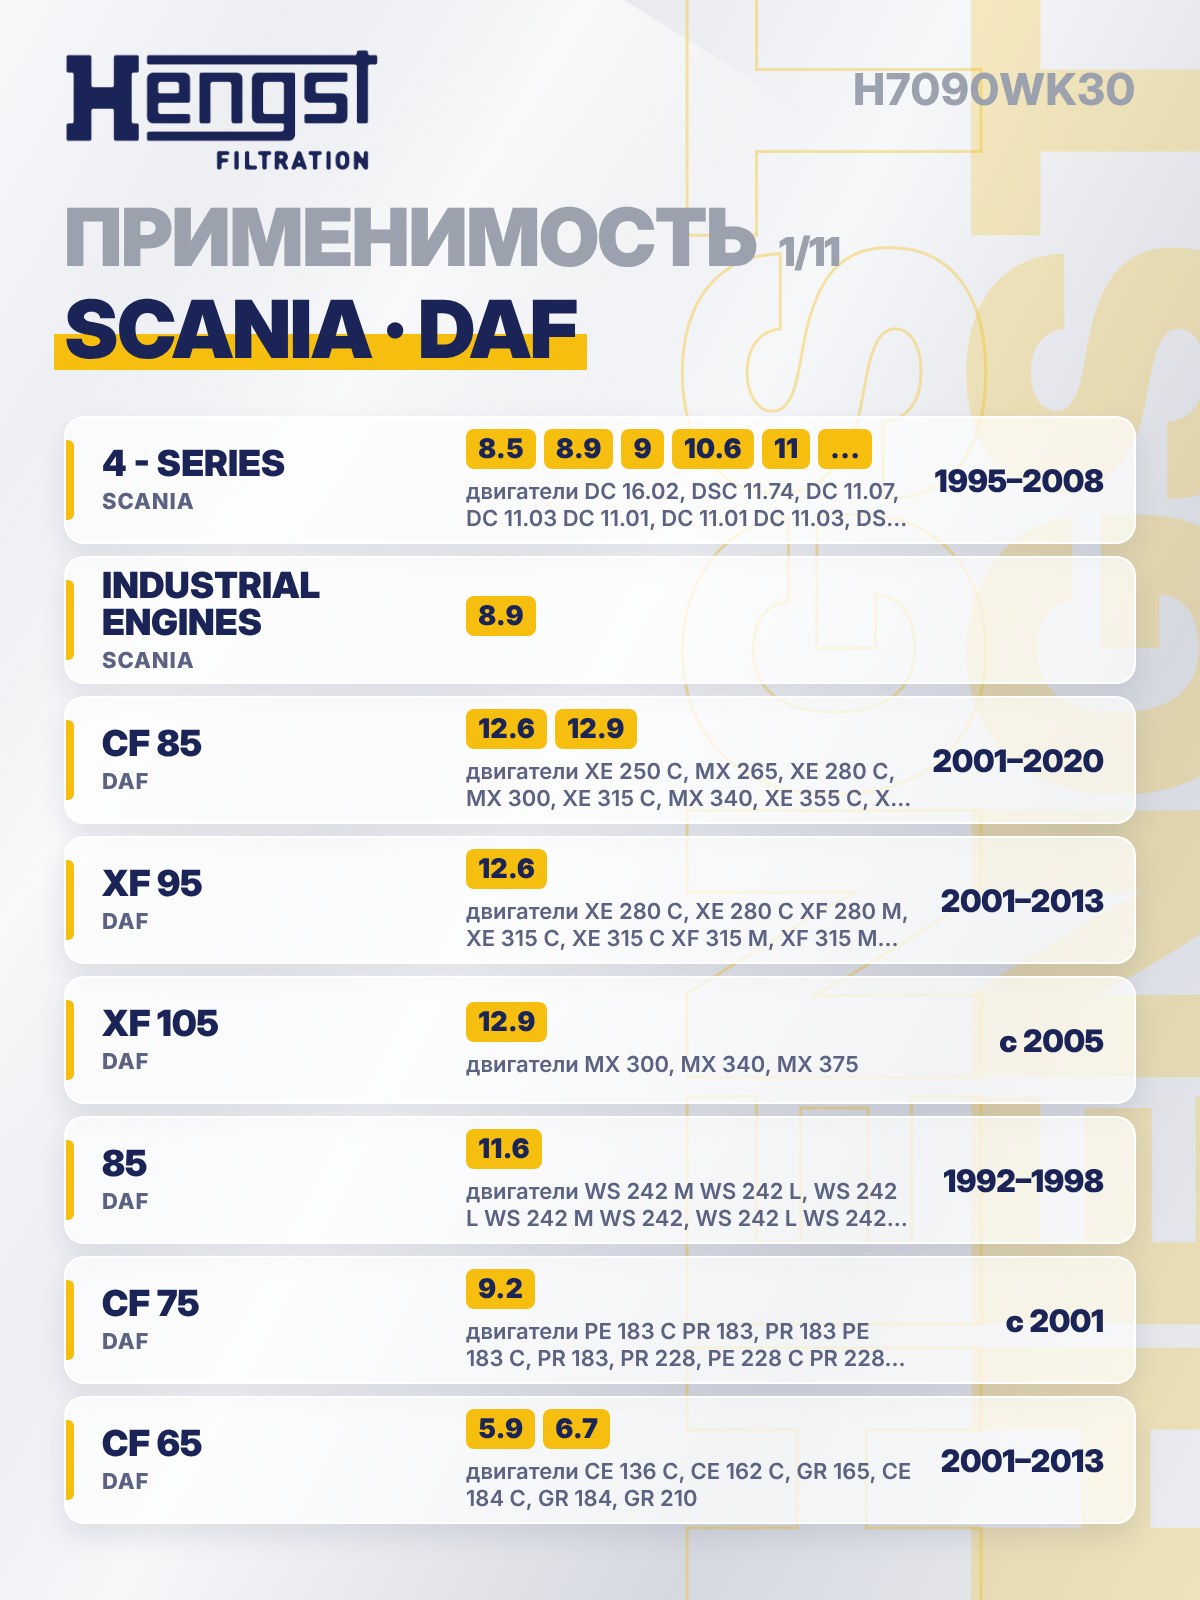 Hengst
FILTRATION
H7090WK30
ПРИМЕНИМОСТЬ 1/11
SCANIA · DAF
4 - SERIES
SCANIA
8.5 8.9 9 10.6 11 ...
двигатели DC 16.02, DSC 11.74, DC 11.07,
DC 11.03 DC 11.01, DC 11.01 DC 11.03, DS...
1995–2008
INDUSTRIAL
ENGINES
SCANIA
8.9
CF 85
DAF
12.6 12.9
двигатели XE 250 C, MX 265, XE 280 C,
MX 300, XE 315 C, MX 340, XE 355 C, X...
2001–2020
XF 95
DAF
12.6
двигатели XE 280 C, XE 280 C XF 280 M,
XE 315 C, XE 315 C XF 315 M, XF 315 M...
2001–2013
XF 105
DAF
12.9
двигатели MX 300, MX 340, MX 375
с 2005
85
DAF
11.6
двигатели WS 242 M WS 242 L, WS 242
L WS 242 M WS 242, WS 242 L WS 242...
1992–1998
CF 75
DAF
9.2
двигатели PE 183 C PR 183, PR 183 PE
183 C, PR 183, PR 228, PE 228 C PR 228...
с 2001
CF 65
DAF
5.9 6.7
двигатели CE 136 C, CE 162 C, GR 165, CE
184 C, GR 184, GR 210
2001–2013
HENGST
HENGST